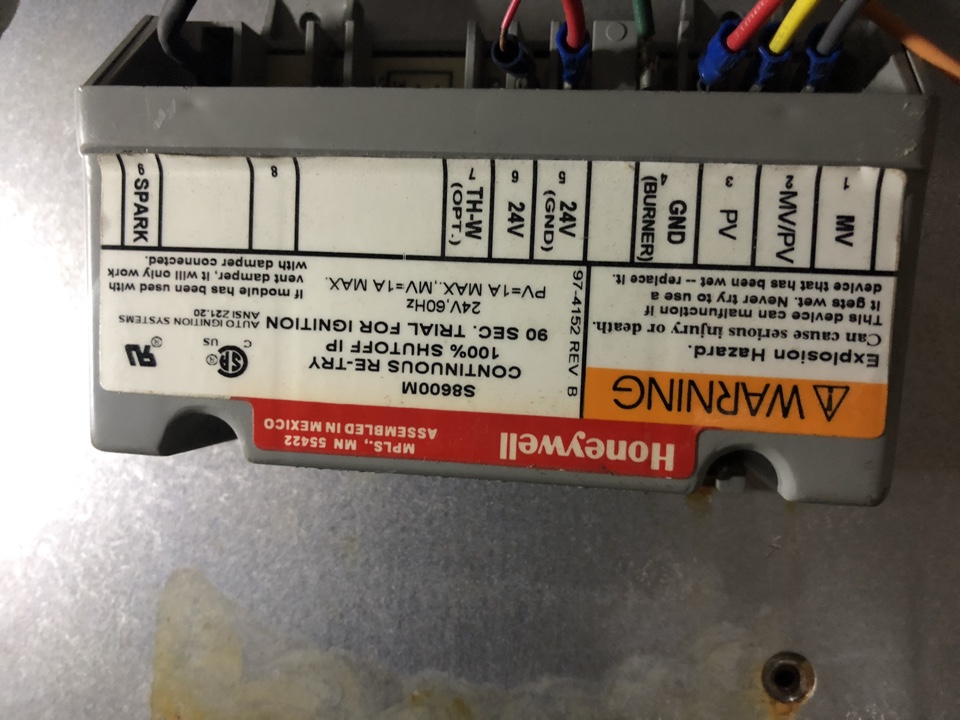 Honeywell
MPLS., MN 55422
ASSEMBLED IN MEXICO
⚠ WARNING
Explosion Hazard.
Can cause serious injury or death.
This device can malfunction if
it gets wet. Never try to use a
device that has been wet -- replace it.
97-4152 REV B
S8600M
CONTINUOUS RE-TRY
100% SHUTOFF IP
90 SEC. TRIAL FOR IGNITION
24V,60Hz
PV=1A MAX.,MV=1A MAX.
C US
AUTO IGNITION SYSTEMS
ANSI Z21.20
If module has been used with
vent damper, it will only work
with damper connected.
1 MV
2 MV/PV
3 PV
4 GND
(BURNER)
5 24V
(GND)
6 24V
7 TH-W
(OPT.)
8
9 SPARK